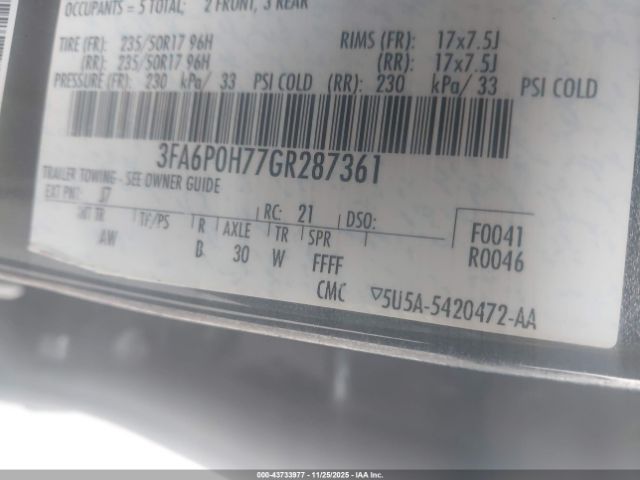 OCCUPANTS = 5 TOTAL; 2 FRONT, 3 REAR
TIRE (FR): 235/50R17 96H RIMS (FR): 17x7.5J
(RR): 235/50R17 96H (RR): 17x7.5J
PRESSURE (FR): 230 kPa/ 33 PSI COLD (RR): 230 kPa/ 33 PSI COLD
3FA6P0H77GR287361
TRAILER TOWING - SEE OWNER GUIDE
EXT PNT: J7 RC: 21 DSO: F0041
INT TR TP/PS R AXLE TR SPR R0046
AW B 30 W FFFF
CMC ▽5U5A-5420472-AA
000-43733977 - 11/25/2025 - IAA Inc.